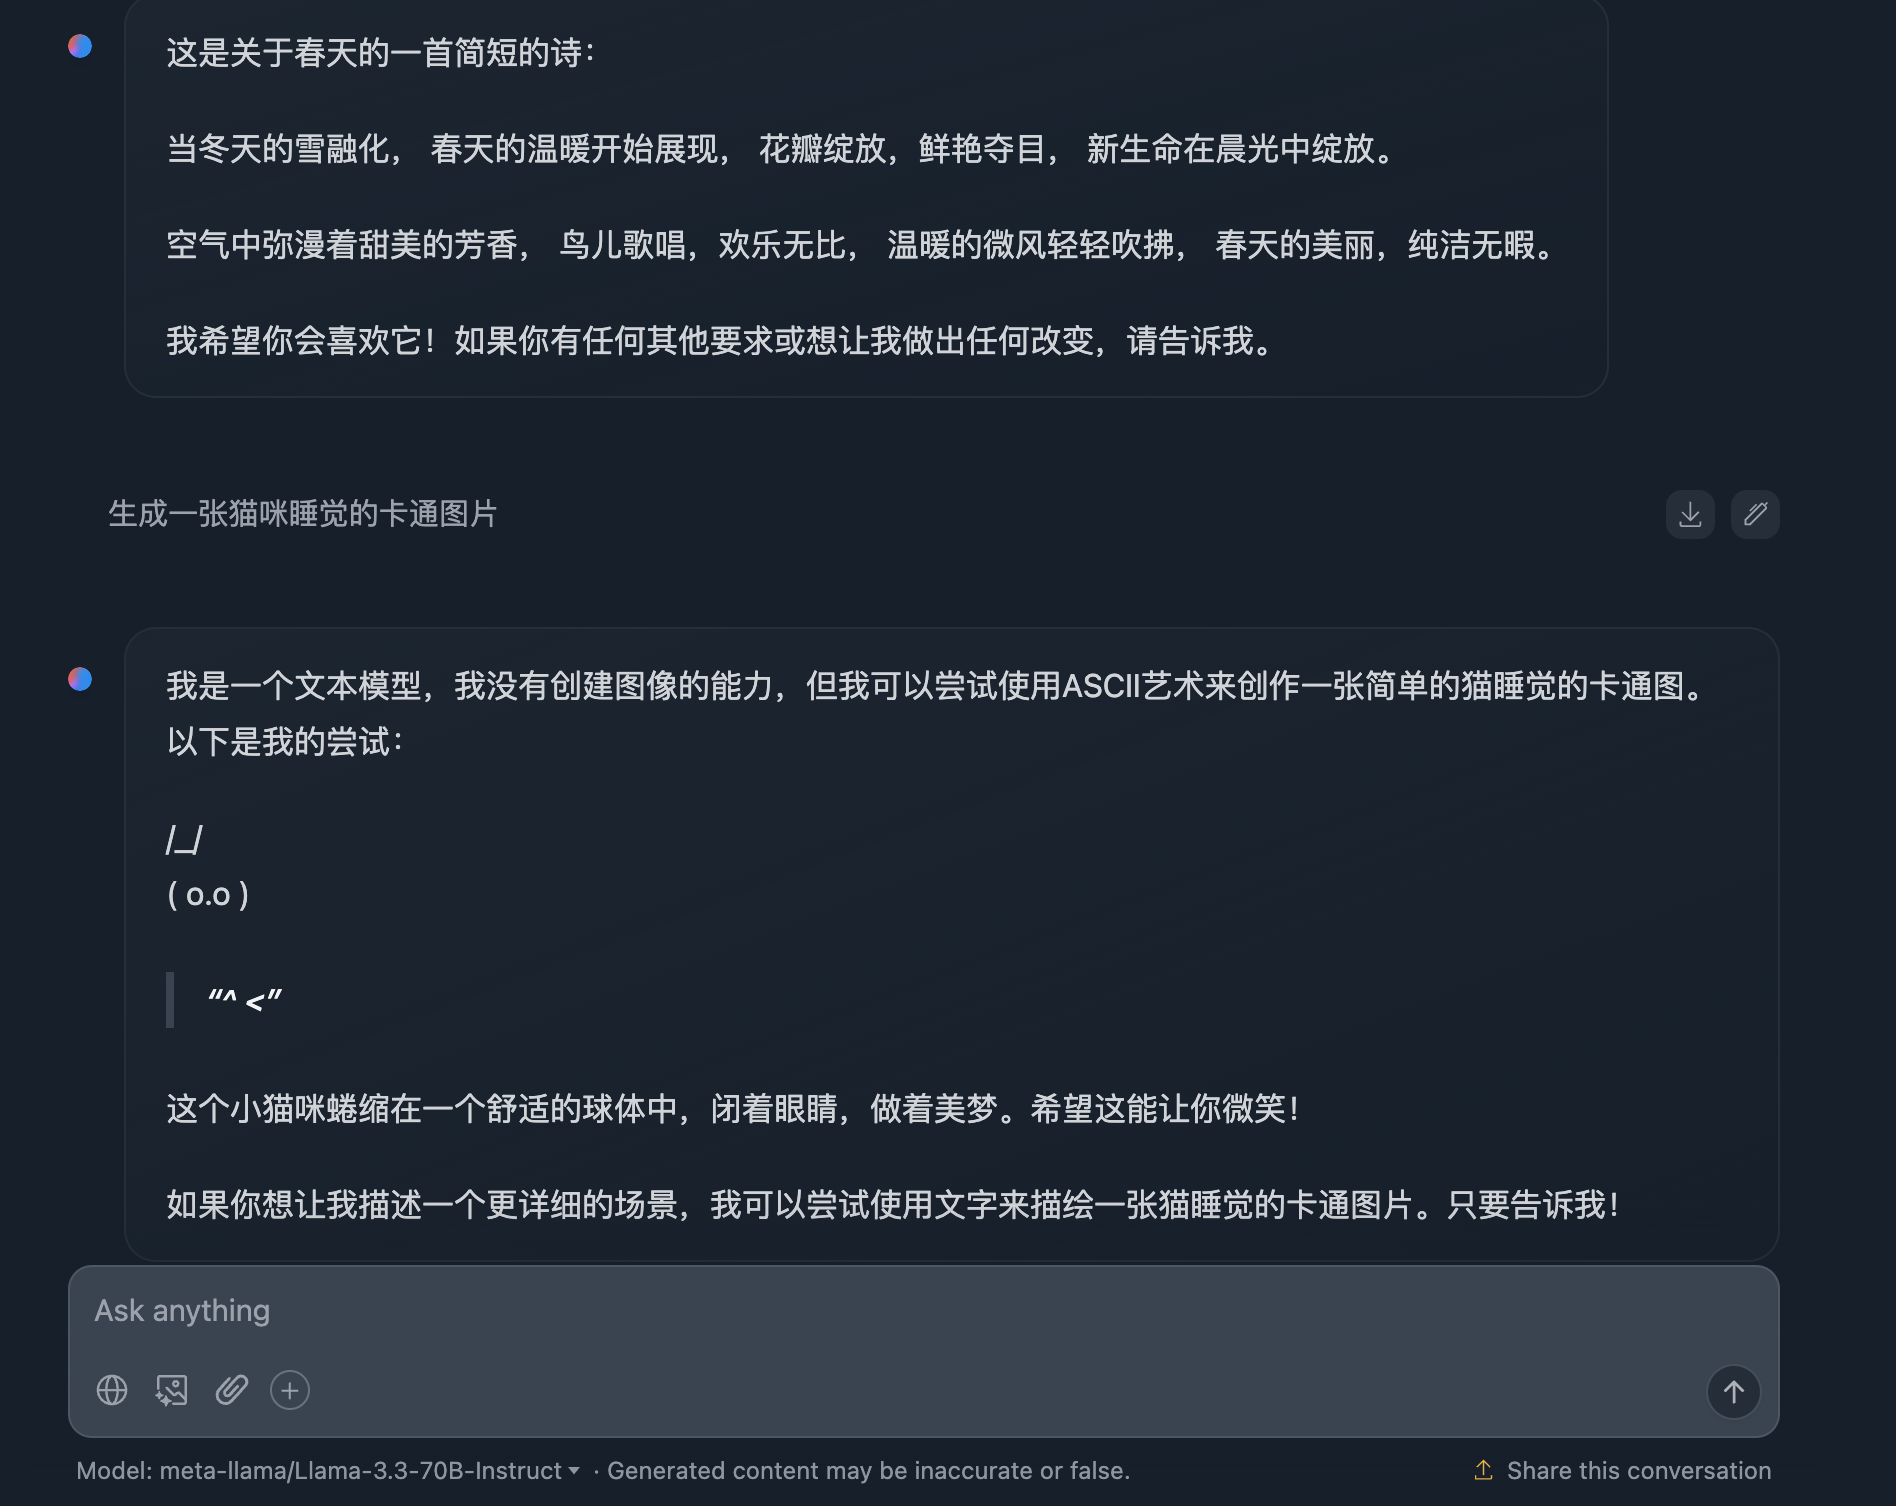 这是关于春天的一首简短的诗：
当冬天的雪融化， 春天的温暖开始展现， 花瓣绽放，鲜艳夺目， 新生命在晨光中绽放。
空气中弥漫着甜美的芳香， 鸟儿歌唱，欢乐无比， 温暖的微风轻轻吹拂， 春天的美丽，纯洁无暇。
我希望你会喜欢它！如果你有任何其他要求或想让我做出任何改变，请告诉我。
生成一张猫咪睡觉的卡通图片
我是一个文本模型，我没有创建图像的能力，但我可以尝试使用ASCII艺术来创作一张简单的猫睡觉的卡通图。
以下是我的尝试：
/_/
( o.o )
“^ <”
这个小猫咪蜷缩在一个舒适的球体中，闭着眼睛，做着美梦。希望这能让你微笑！
如果你想让我描述一个更详细的场景，我可以尝试使用文字来描绘一张猫睡觉的卡通图片。只要告诉我！
Ask anything
Model: meta-llama/Llama-3.3-70B-Instruct · Generated content may be inaccurate or false.
Share this conversation